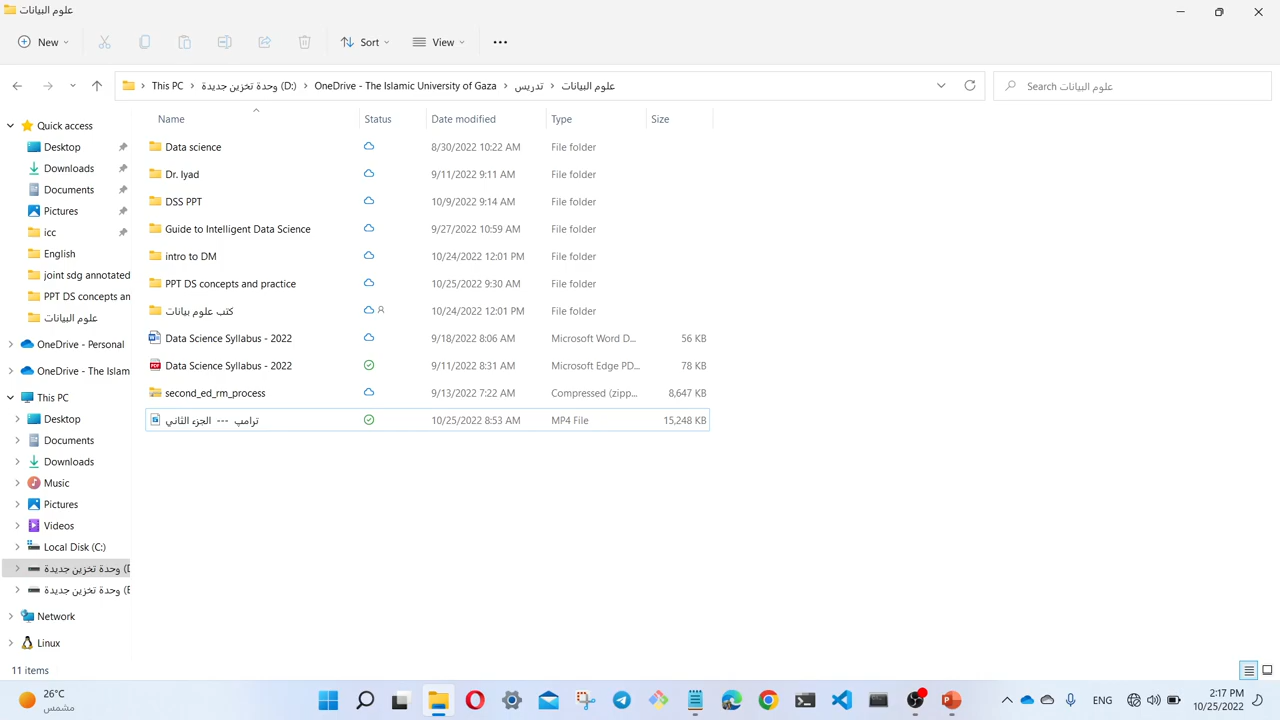 علوم البيانات
New
Sort
View
This PC > وحدة تخزين جديدة (D:) > OneDrive - The Islamic University of Gaza > تدريس > علوم البيانات
Search علوم البيانات
Name Status Date modified Type Size
Data science 8/30/2022 10:22 AM File folder
Dr. Iyad 9/11/2022 9:11 AM File folder
DSS PPT 10/9/2022 9:14 AM File folder
Guide to Intelligent Data Science 9/27/2022 10:59 AM File folder
intro to DM 10/24/2022 12:01 PM File folder
PPT DS concepts and practice 10/25/2022 9:30 AM File folder
كتب علوم بيانات 10/24/2022 12:01 PM File folder
Data Science Syllabus - 2022 9/18/2022 8:06 AM Microsoft Word D... 56 KB
Data Science Syllabus - 2022 9/11/2022 8:31 AM Microsoft Edge PD... 78 KB
second_ed_rm_process 9/13/2022 7:22 AM Compressed (zipp... 8,647 KB
ترامب --- الجزء الثاني 10/25/2022 8:53 AM MP4 File 15,248 KB
Quick access
Desktop
Downloads
Documents
Pictures
icc
English
joint sdg annotated
PPT DS concepts an
علوم البيانات
OneDrive - Personal
OneDrive - The Islam
This PC
Desktop
Documents
Downloads
Music
Pictures
Videos
Local Disk (C:)
وحدة تخزين جديدة (D
وحدة تخزين جديدة (E
Network
Linux
11 items
26°C
مشمس
ENG
2:17 PM
10/25/2022